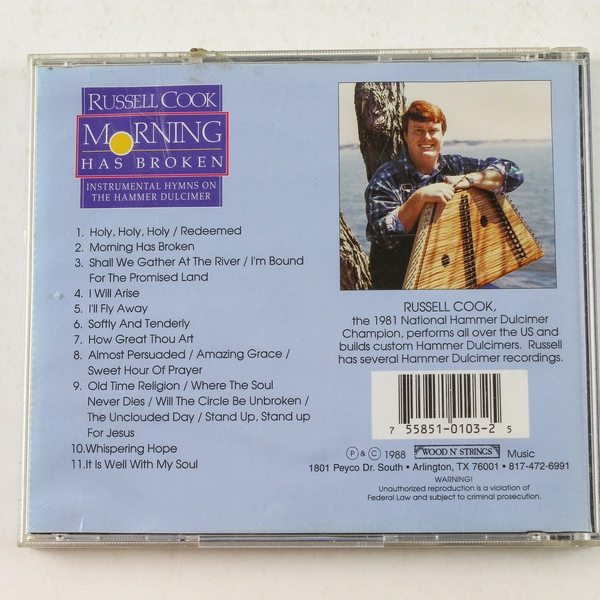 RUSSELL COOK
MORNING
HAS BROKEN
INSTRUMENTAL HYMNS ON
THE HAMMER DULCIMER
1. Holy, Holy, Holy / Redeemed
2. Morning Has Broken
3. Shall We Gather At The River / I'm Bound
For The Promised Land
4. I Will Arise
5. I'll Fly Away
6. Softly And Tenderly
7. How Great Thou Art
8. Almost Persuaded / Amazing Grace /
Sweet Hour Of Prayer
9. Old Time Religion / Where The Soul
Never Dies / Will The Circle Be Unbroken /
The Unclouded Day / Stand Up, Stand up
For Jesus
10.Whispering Hope
11.It Is Well With My Soul
RUSSELL COOK,
the 1981 National Hammer Dulcimer
Champion, performs all over the US and
builds custom Hammer Dulcimers. Russell
has several Hammer Dulcimer recordings.
7 55851-0103-2 5
℗ & © 1988 WOOD N' STRINGS Music
1801 Peyco Dr. South • Arlington, TX 76001 • 817-472-6991
WARNING!
Unauthorized reproduction is a violation of
Federal Law and subject to criminal prosecution.